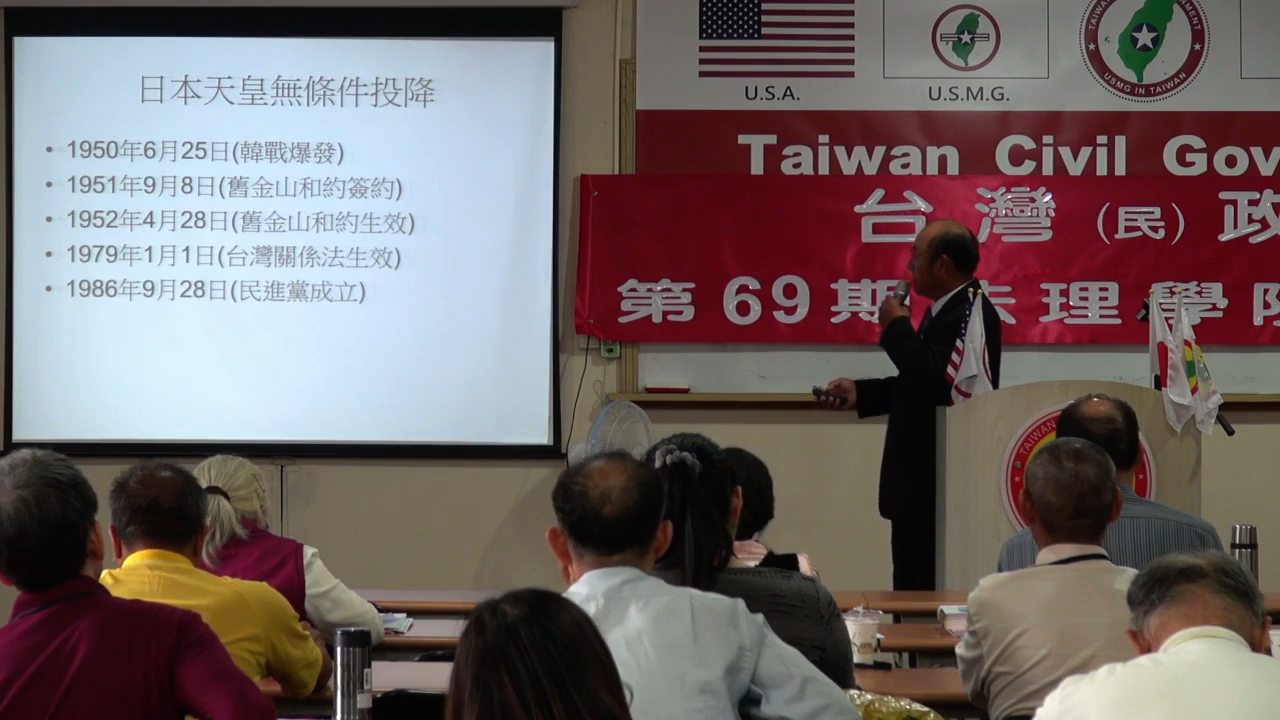 日本天皇無條件投降
• 1950年6月25日(韓戰爆發)
• 1951年9月8日(舊金山和約簽約)
• 1952年4月28日(舊金山和約生效)
• 1979年1月1日(台灣關係法生效)
• 1986年9月28日(民進黨成立)
U.S.A.
U.S.M.G.
USMG IN TAIWAN
Taiwan Civil Gov
台灣(民)政
第69期 理學院
TAIWAN